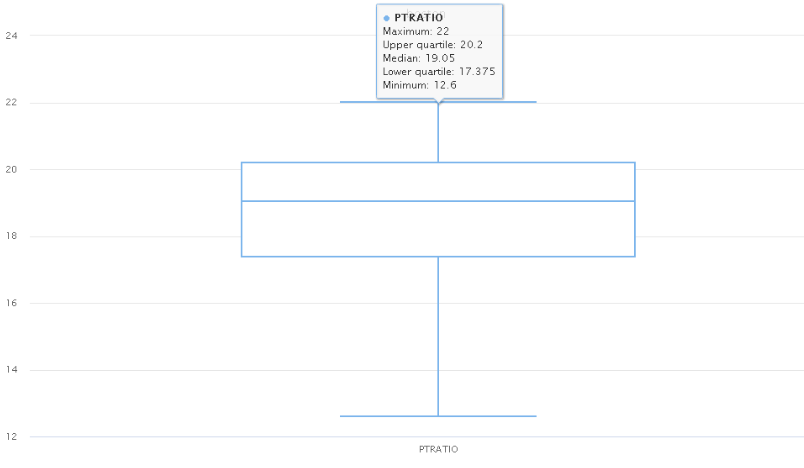 ● PTRATIO
Maximum: 22
Upper quartile: 20.2
Median: 19.05
Lower quartile: 17.375
Minimum: 12.6
24
22
20
18
16
14
12
PTRATIO